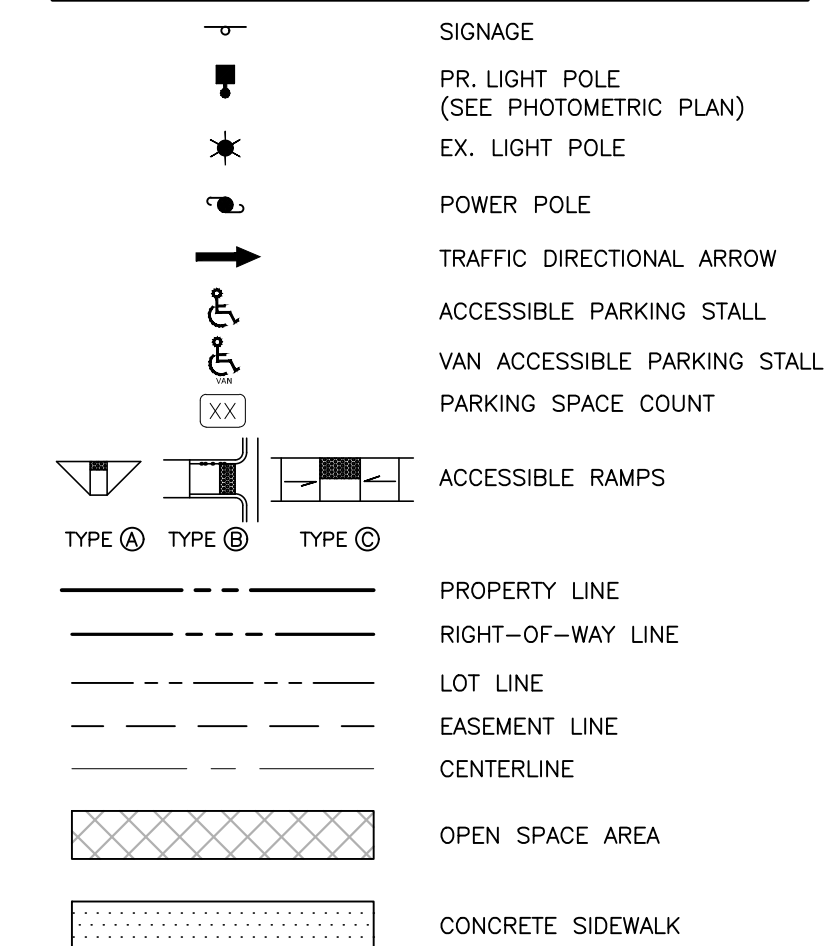 SIGNAGE
PR. LIGHT POLE
(SEE PHOTOMETRIC PLAN)
EX. LIGHT POLE
POWER POLE
TRAFFIC DIRECTIONAL ARROW
ACCESSIBLE PARKING STALL
VAN
VAN ACCESSIBLE PARKING STALL
XX
PARKING SPACE COUNT
ACCESSIBLE RAMPS
TYPE Ⓐ TYPE Ⓑ TYPE Ⓒ
PROPERTY LINE
RIGHT-OF-WAY LINE
LOT LINE
EASEMENT LINE
CENTERLINE
OPEN SPACE AREA
CONCRETE SIDEWALK